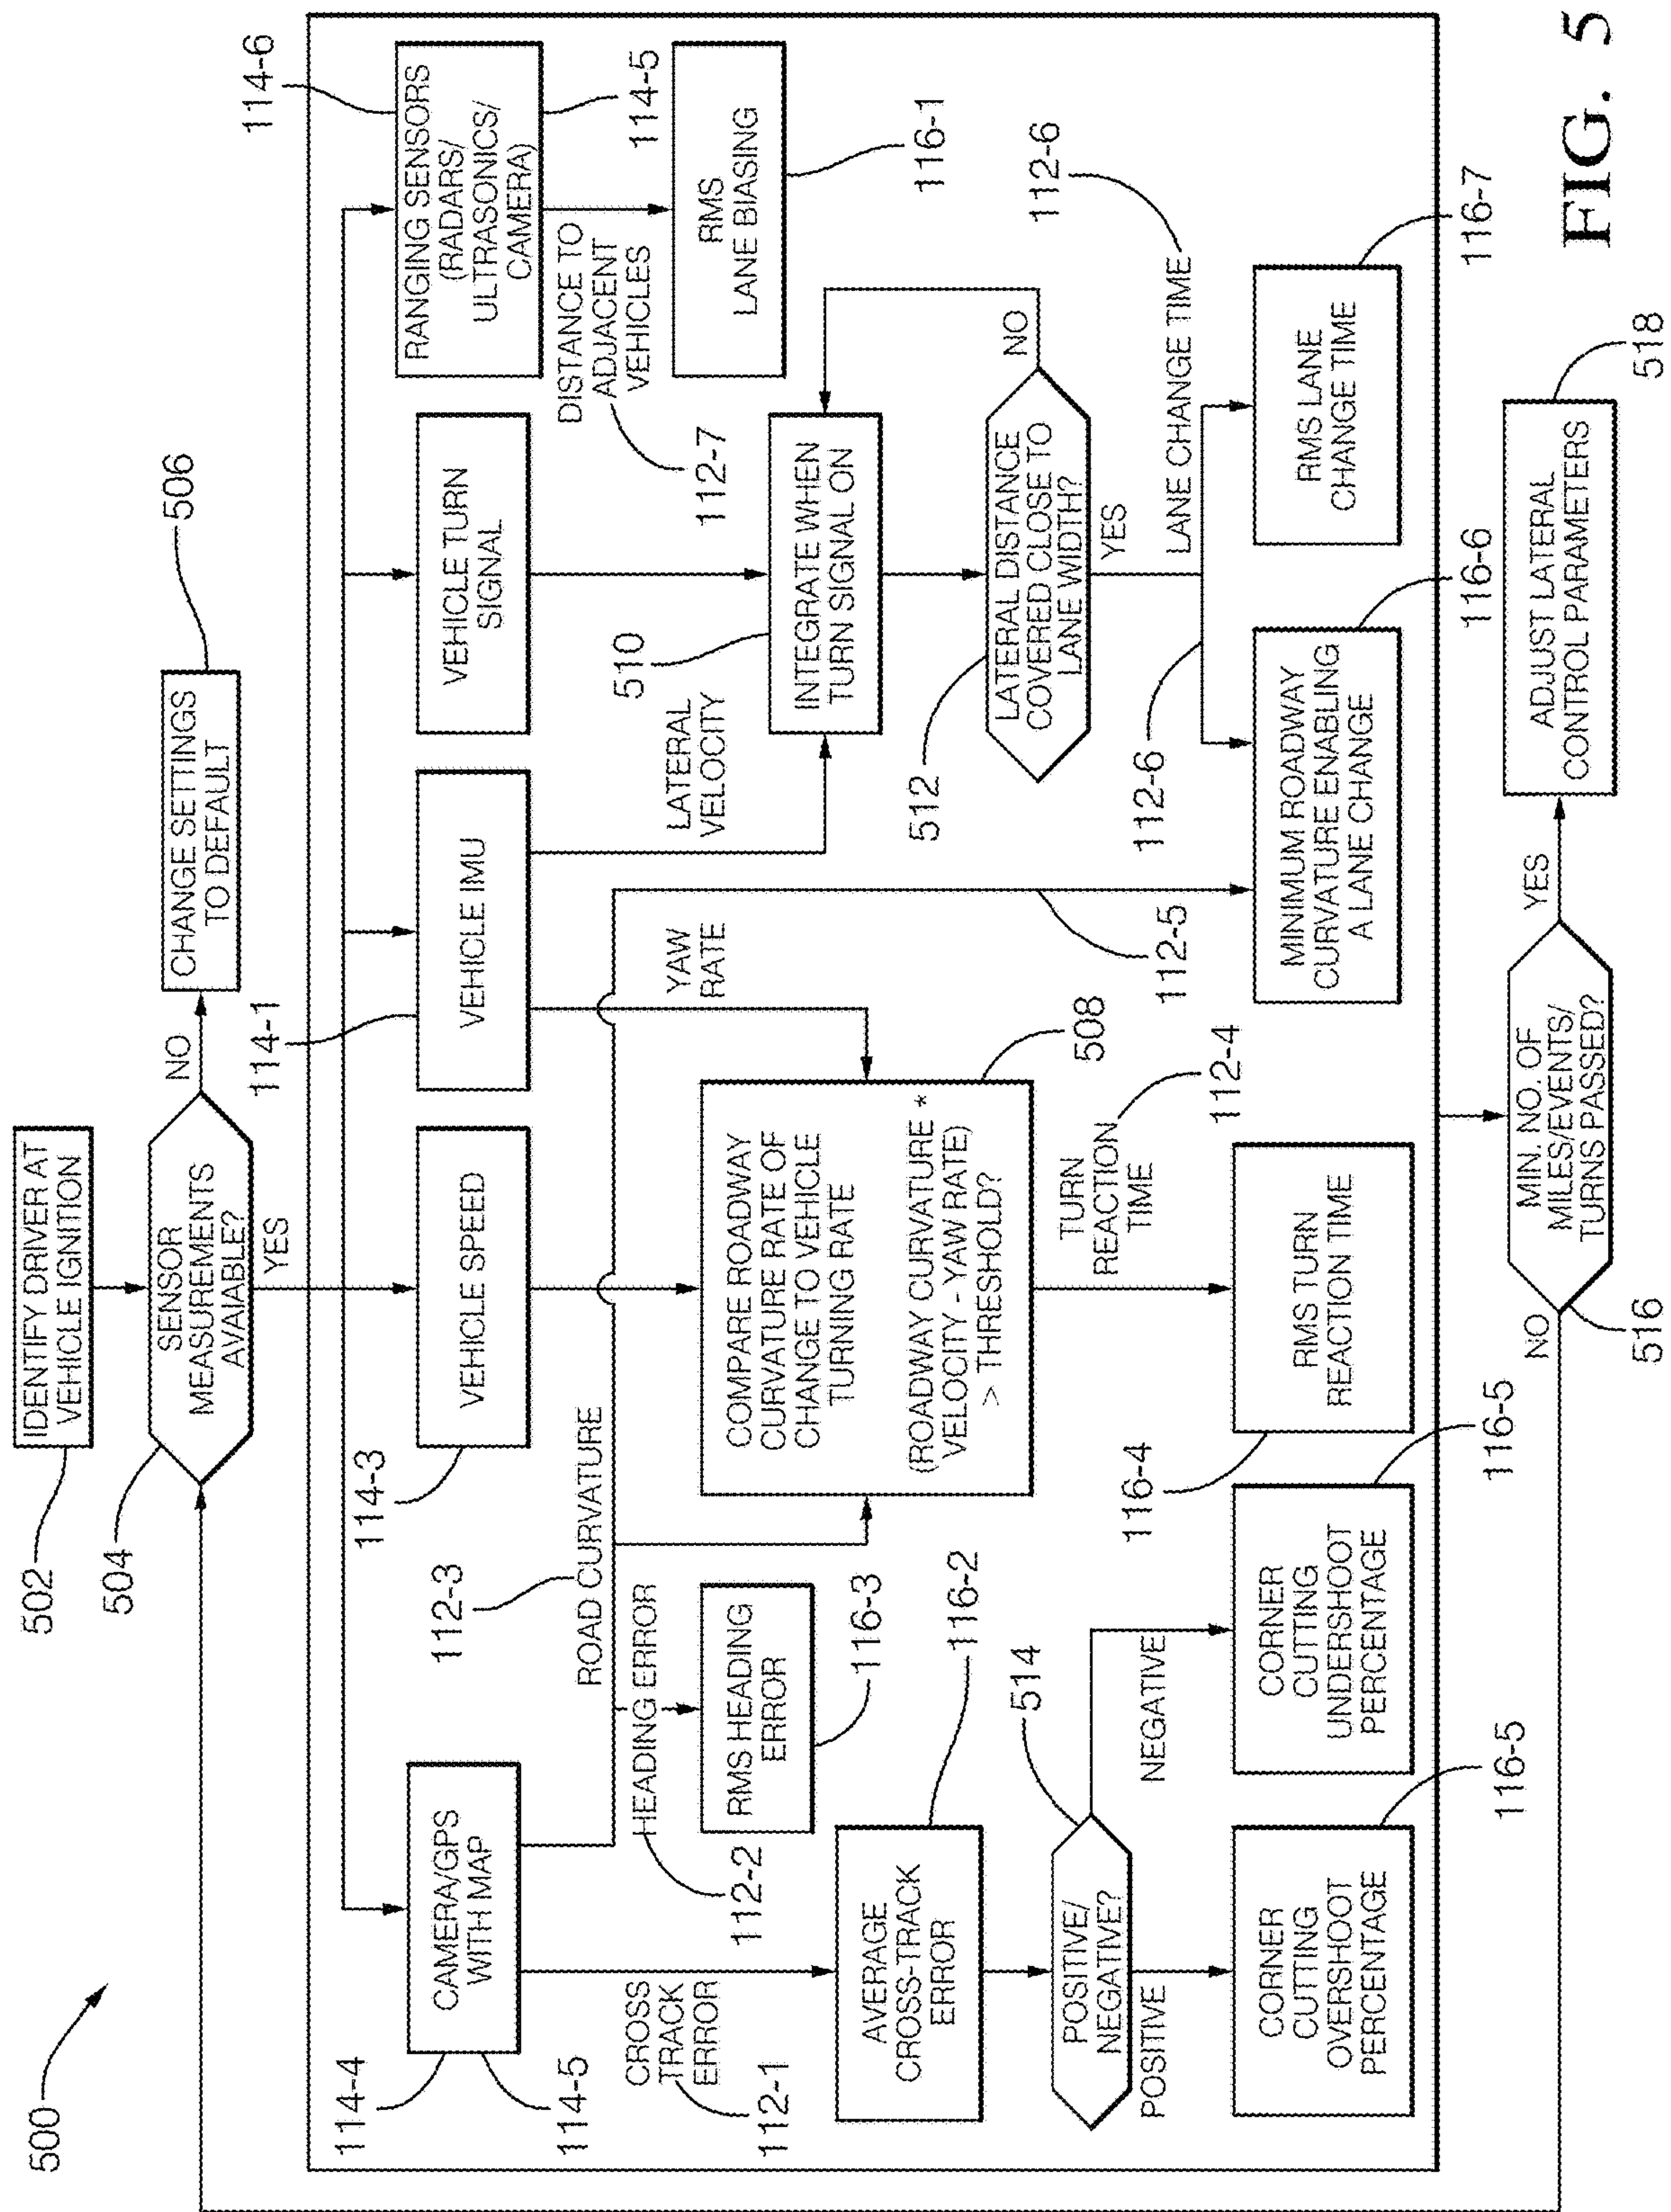 500
502
IDENTIFY DRIVER AT
VEHICLE IGNITION
504
SENSOR
MEASUREMENTS
AVAIABLE?
NO
CHANGE SETTINGS
TO DEFAULT
506
YES
114-4
CAMERA/GPS
WITH MAP
114-5
114-3
VEHICLE SPEED
114-1
VEHICLE IMU
VEHICLE TURN
SIGNAL
114-6
RANGING SENSORS
(RADARS/
ULTRASONICS/
CAMERA)
114-5
CROSS
TRACK
ERROR
112-1
112-2
HEADING ERROR
112-3
ROAD CURVATURE
YAW
RATE
LATERAL
VELOCITY
DISTANCE TO
ADJACENT
VEHICLES
112-7
RMS HEADING
ERROR
116-3
COMPARE ROADWAY
CURVATURE RATE OF
CHANGE TO VEHICLE
TURNING RATE
(ROADWAY CURVATURE *
VELOCITY - YAW RATE)
> THRESHOLD?
508
510
INTEGRATE WHEN
TURN SIGNAL ON
RMS
LANE BIASING
116-1
AVERAGE
CROSS-TRACK
ERROR
116-2
512
LATERAL DISTANCE
COVERED CLOSE TO
LANE WIDTH?
NO
YES
POSITIVE/
NEGATIVE?
514
POSITIVE
NEGATIVE
TURN
REACTION
TIME
112-4
112-5
112-6
LANE CHANGE TIME
112-6
CORNER
CUTTING
OVERSHOOT
PERCENTAGE
116-5
CORNER
CUTTING
UNDERSHOOT
PERCENTAGE
116-5
116-4
RMS TURN
REACTION TIME
MINIMUM ROADWAY
CURVATURE ENABLING
A LANE CHANGE
116-6
RMS LANE
CHANGE TIME
116-7
NO
516
MIN. NO. OF
MILES/EVENTS/
TURNS PASSED?
YES
ADJUST LATERAL
CONTROL PARAMETERS
518
FIG. 5